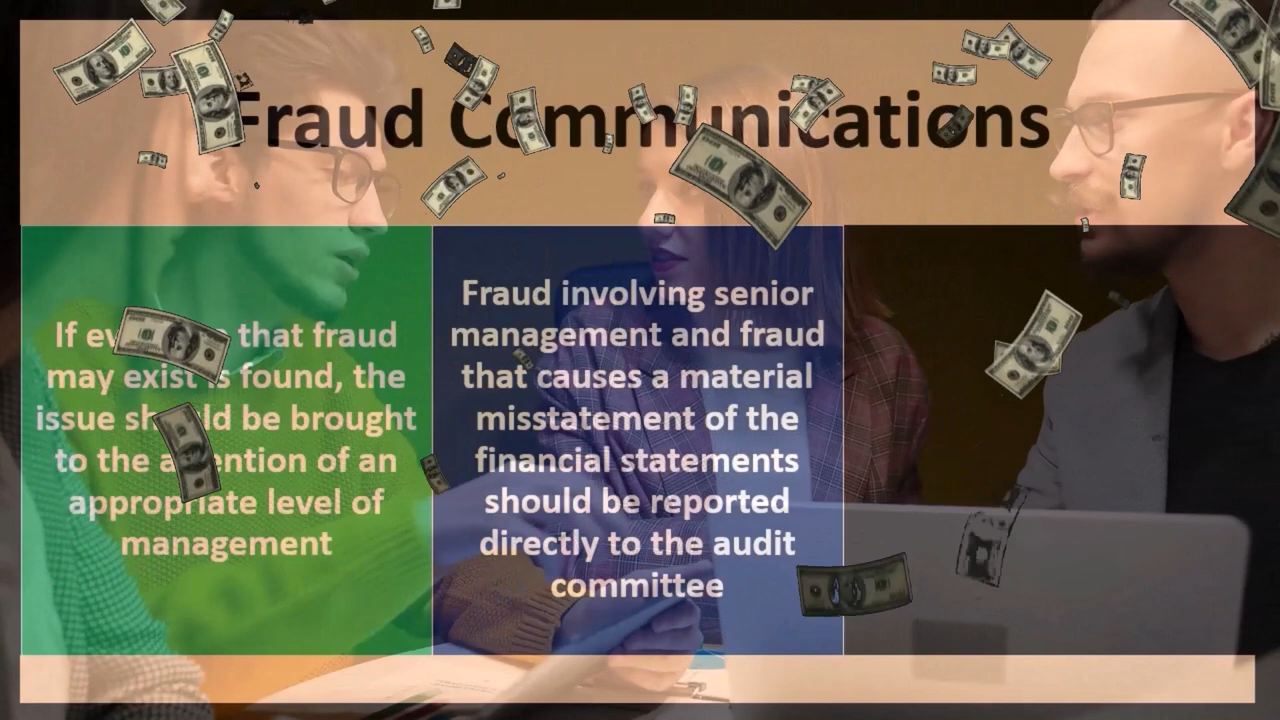 Fraud Communications
If evidence that fraud
may exist is found, the
issue should be brought
to the attention of an
appropriate level of
management
Fraud involving senior
management and fraud
that causes a material
misstatement of the
financial statements
should be reported
directly to the audit
committee